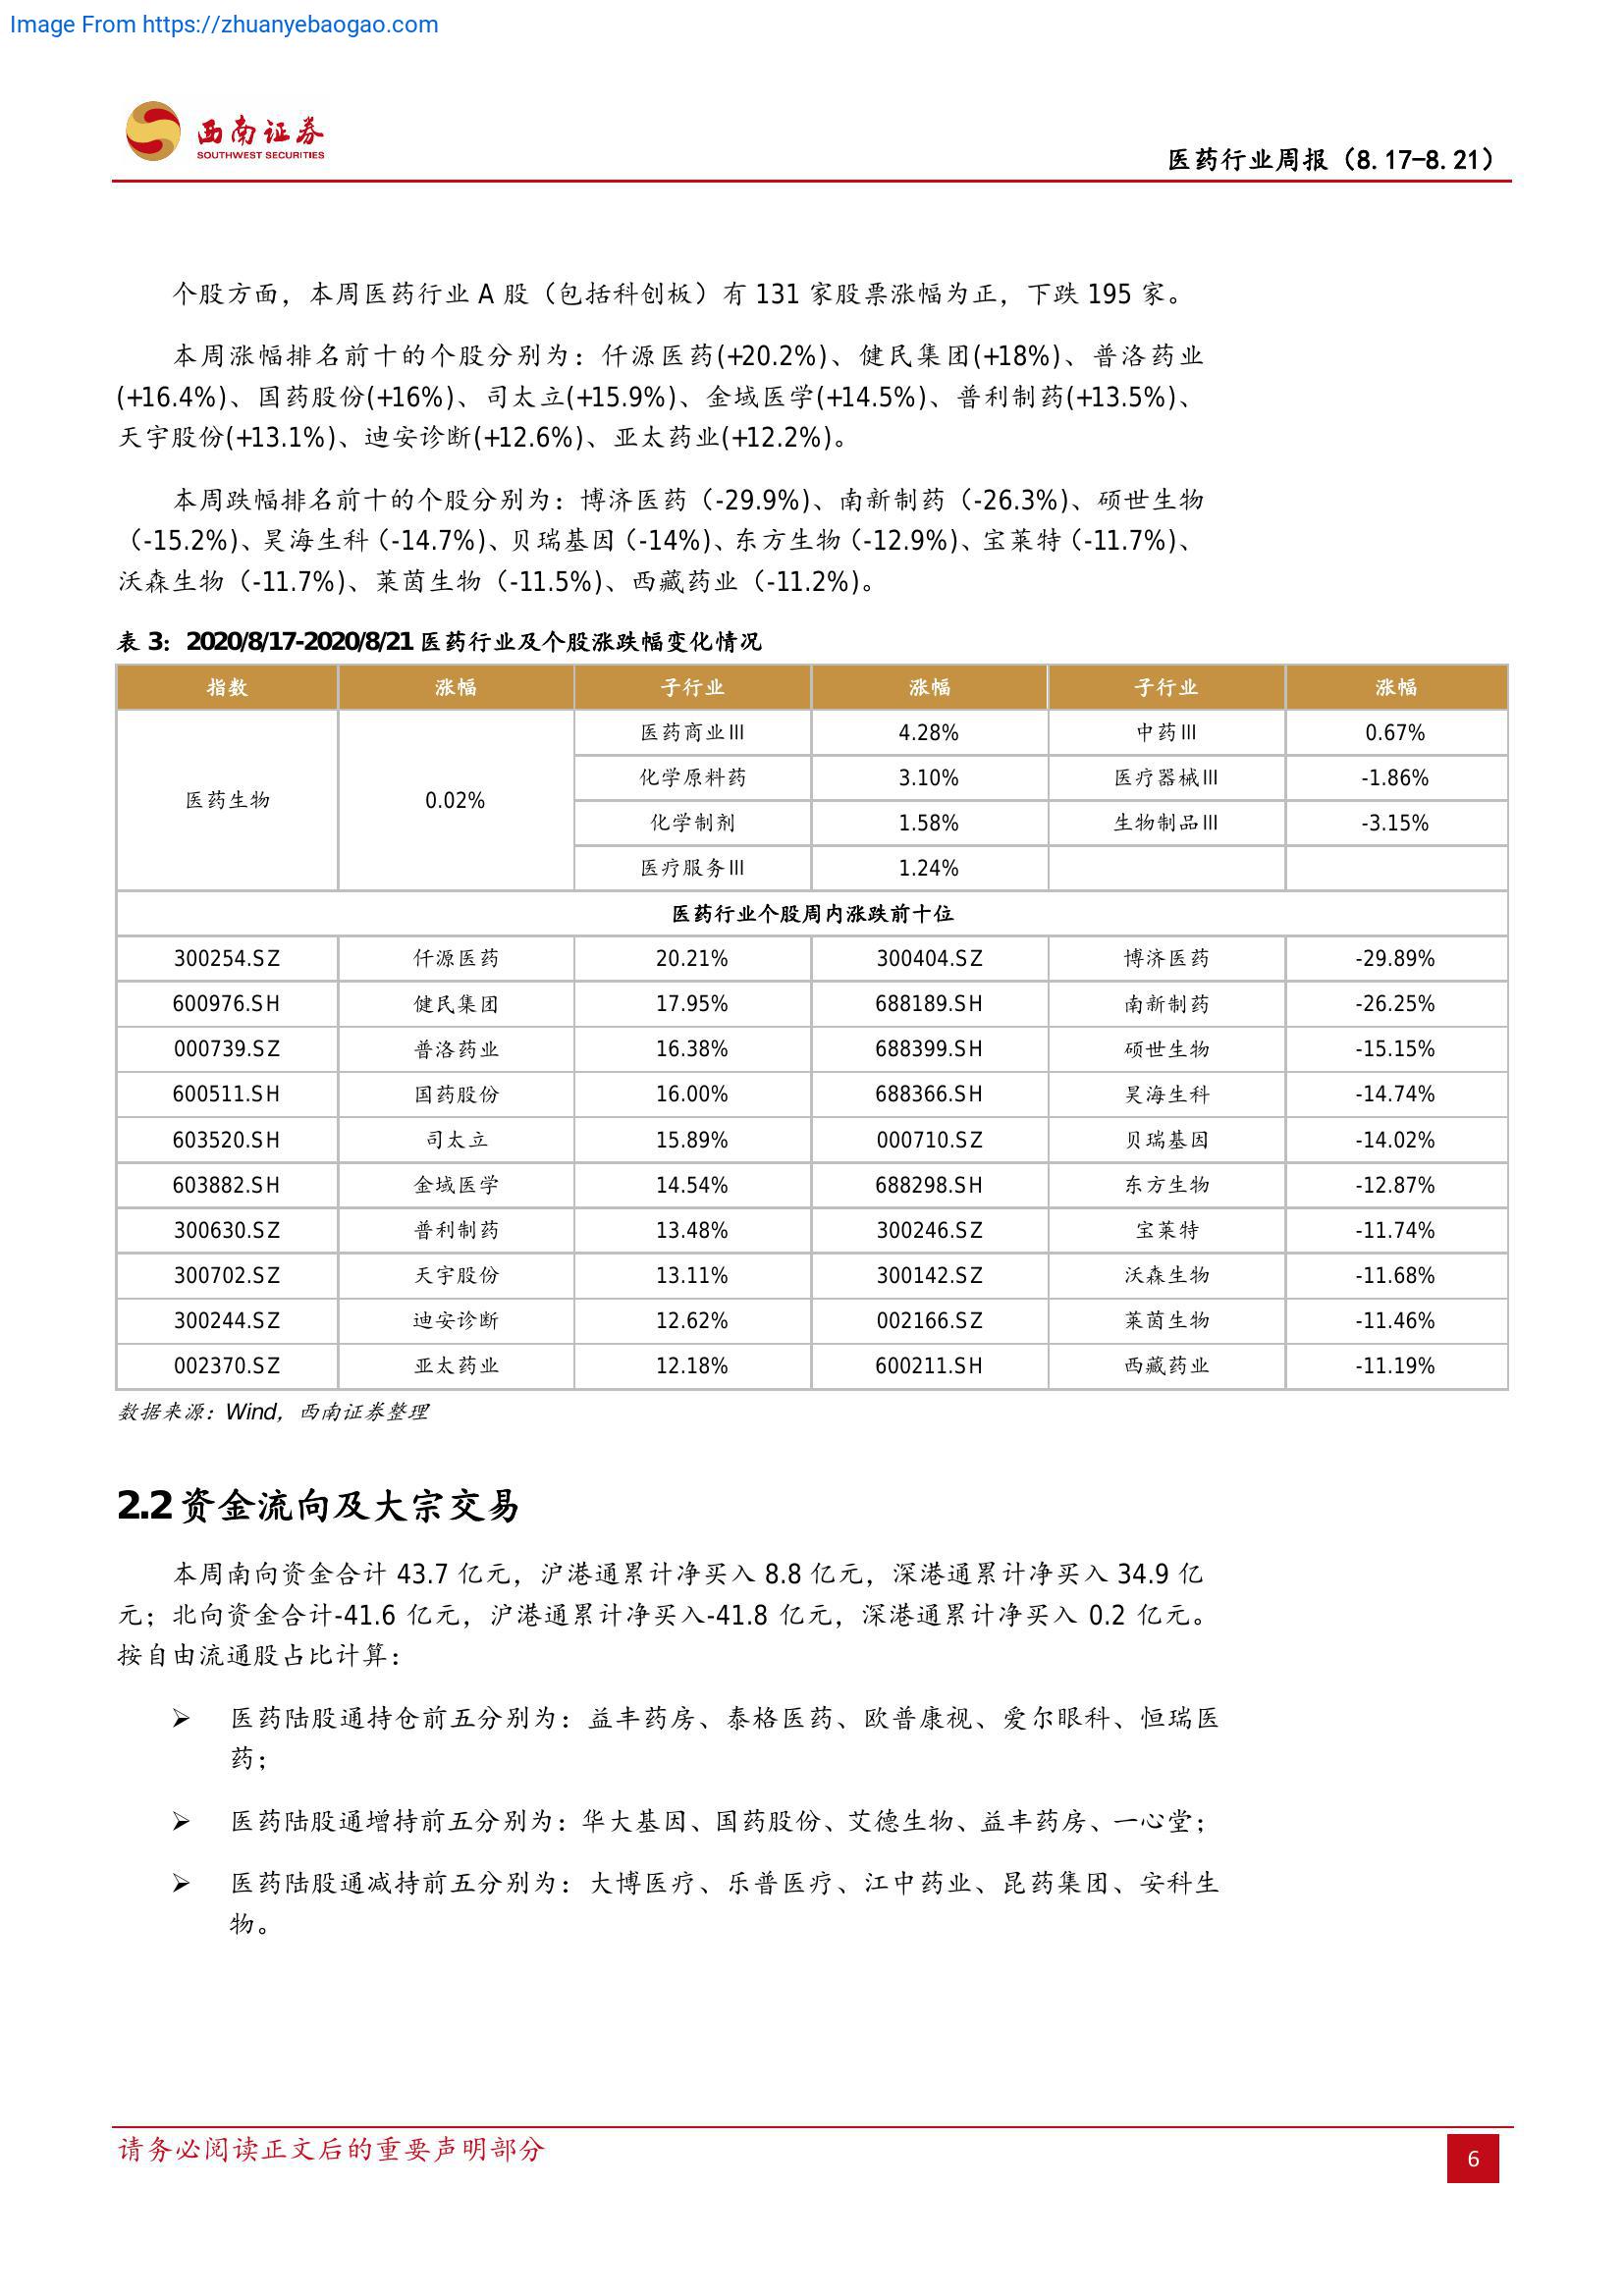 Image From https://zhuanyebaogao.com
西南证券
SOUTHWEST SECURITIES
医药行业周报（8.17-8.21）
个股方面，本周医药行业 A 股（包括科创板）有 131 家股票涨幅为正，下跌 195 家。
本周涨幅排名前十的个股分别为：仟源医药(+20.2%)、健民集团(+18%)、普洛药业
(+16.4%)、国药股份(+16%)、司太立(+15.9%)、金域医学(+14.5%)、普利制药(+13.5%)、
天宇股份(+13.1%)、迪安诊断(+12.6%)、亚太药业(+12.2%)。
本周跌幅排名前十的个股分别为：博济医药（-29.9%)、南新制药（-26.3%)、硕世生物
（-15.2%)、昊海生科（-14.7%)、贝瑞基因（-14%)、东方生物（-12.9%)、宝莱特（-11.7%)、
沃森生物（-11.7%)、莱茵生物（-11.5%)、西藏药业（-11.2%)。
表 3：2020/8/17-2020/8/21 医药行业及个股涨跌幅变化情况
指数 涨幅 子行业 涨幅 子行业 涨幅
医药生物 0.02% 医药商业Ⅲ 4.28% 中药Ⅲ 0.67%
化学原料药 3.10% 医疗器械Ⅲ -1.86%
化学制剂 1.58% 生物制品Ⅲ -3.15%
医疗服务Ⅲ 1.24%
医药行业个股周内涨跌前十位
300254.SZ 仟源医药 20.21% 300404.SZ 博济医药 -29.89%
600976.SH 健民集团 17.95% 688189.SH 南新制药 -26.25%
000739.SZ 普洛药业 16.38% 688399.SH 硕世生物 -15.15%
600511.SH 国药股份 16.00% 688366.SH 昊海生科 -14.74%
603520.SH 司太立 15.89% 000710.SZ 贝瑞基因 -14.02%
603882.SH 金域医学 14.54% 688298.SH 东方生物 -12.87%
300630.SZ 普利制药 13.48% 300246.SZ 宝莱特 -11.74%
300702.SZ 天宇股份 13.11% 300142.SZ 沃森生物 -11.68%
300244.SZ 迪安诊断 12.62% 002166.SZ 莱茵生物 -11.46%
002370.SZ 亚太药业 12.18% 600211.SH 西藏药业 -11.19%
数据来源：Wind，西南证券整理
2.2 资金流向及大宗交易
本周南向资金合计 43.7 亿元，沪港通累计净买入 8.8 亿元，深港通累计净买入 34.9 亿
元；北向资金合计-41.6 亿元，沪港通累计净买入-41.8 亿元，深港通累计净买入 0.2 亿元。
按自由流通股占比计算：
➢ 医药陆股通持仓前五分别为：益丰药房、泰格医药、欧普康视、爱尔眼科、恒瑞医
药；
➢ 医药陆股通增持前五分别为：华大基因、国药股份、艾德生物、益丰药房、一心堂；
➢ 医药陆股通减持前五分别为：大博医疗、乐普医疗、江中药业、昆药集团、安科生
物。
请务必阅读正文后的重要声明部分
6